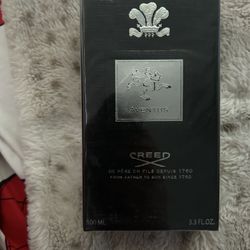 AVENTUS
CREED
DE PÈRE EN FILS DEPUIS 1760
FROM FATHER TO SON SINCE 1760
100 ML
3.3 FL.OZ.